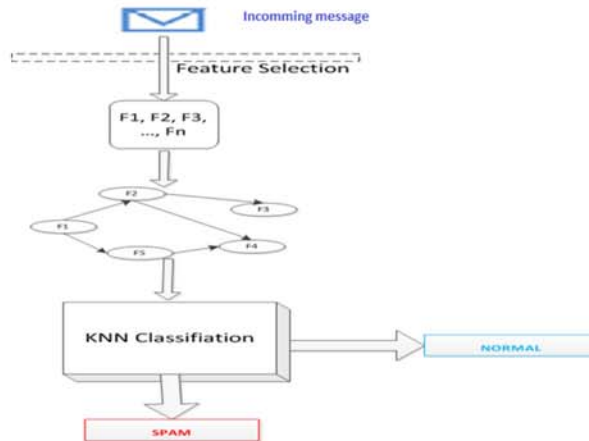 Incomming message
Feature Selection
F1, F2, F3,
..., Fn
F2
F3
F1
F4
F5
KNN Classifiation
NORMAL
SPAM